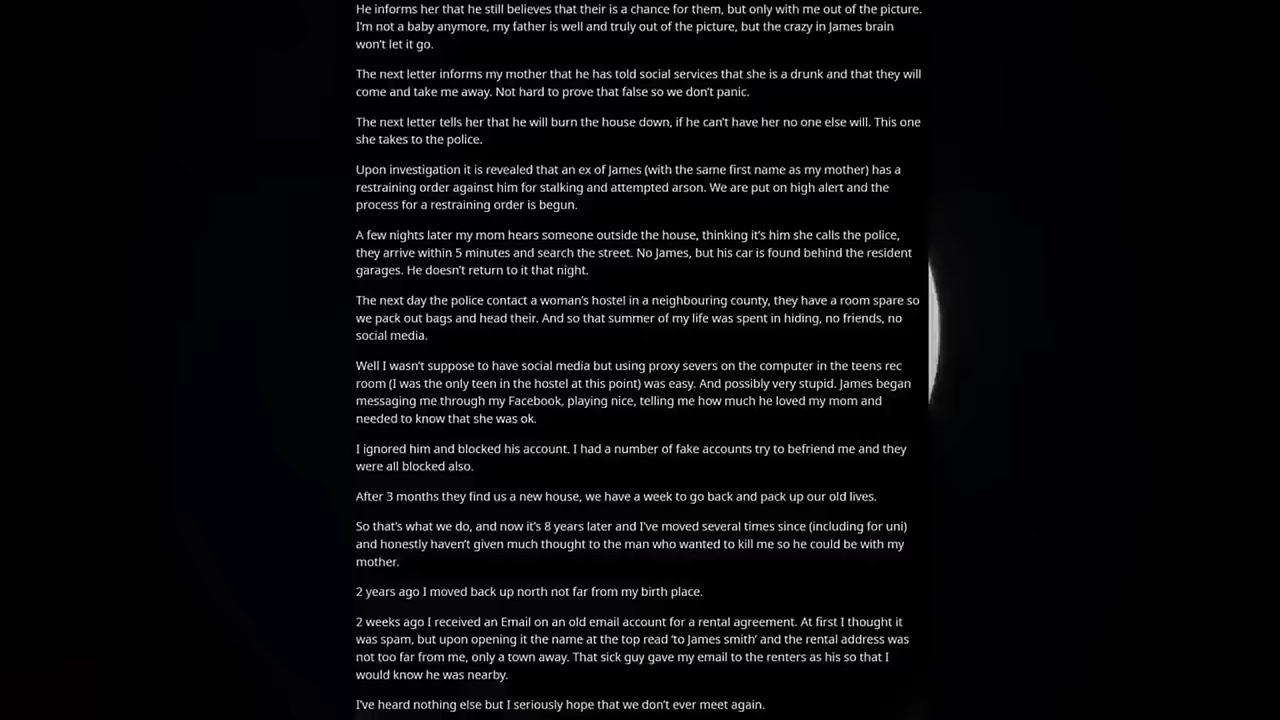 He informs her that he still believes that their is a chance for them, but only with me out of the picture.
I'm not a baby anymore, my father is well and truly out of the picture, but the crazy in James brain
won't let it go.
The next letter informs my mother that he has told social services that she is a drunk and that they will
come and take me away. Not hard to prove that false so we don't panic.
The next letter tells her that he will burn the house down, if he can't have her no one else will. This one
she takes to the police.
Upon investigation it is revealed that an ex of James (with the same first name as my mother) has a
restraining order against him for stalking and attempted arson. We are put on high alert and the
process for a restraining order is begun.
A few nights later my mom hears someone outside the house, thinking it's him she calls the police,
they arrive within 5 minutes and search the street. No James, but his car is found behind the resident
garages. He doesn't return to it that night.
The next day the police contact a woman's hostel in a neighbouring county, they have a room spare so
we pack out bags and head their. And so that summer of my life was spent in hiding, no friends, no
social media.
Well I wasn't suppose to have social media but using proxy severs on the computer in the teens rec
room (I was the only teen in the hostel at this point) was easy. And possibly very stupid. James began
messaging me through my Facebook, playing nice, telling me how much he loved my mom and
needed to know that she was ok.
I ignored him and blocked his account. I had a number of fake accounts try to befriend me and they
were all blocked also.
After 3 months they find us a new house, we have a week to go back and pack up our old lives.
So that's what we do, and now it's 8 years later and I've moved several times since (including for uni)
and honestly haven't given much thought to the man who wanted to kill me so he could be with my
mother.
2 years ago I moved back up north not far from my birth place.
2 weeks ago I received an Email on an old email account for a rental agreement. At first I thought it
was spam, but upon opening it the name at the top read 'to James smith' and the rental address was
not too far from me, only a town away. That sick guy gave my email to the renters as his so that I
would know he was nearby.
I've heard nothing else but I seriously hope that we don't ever meet again.